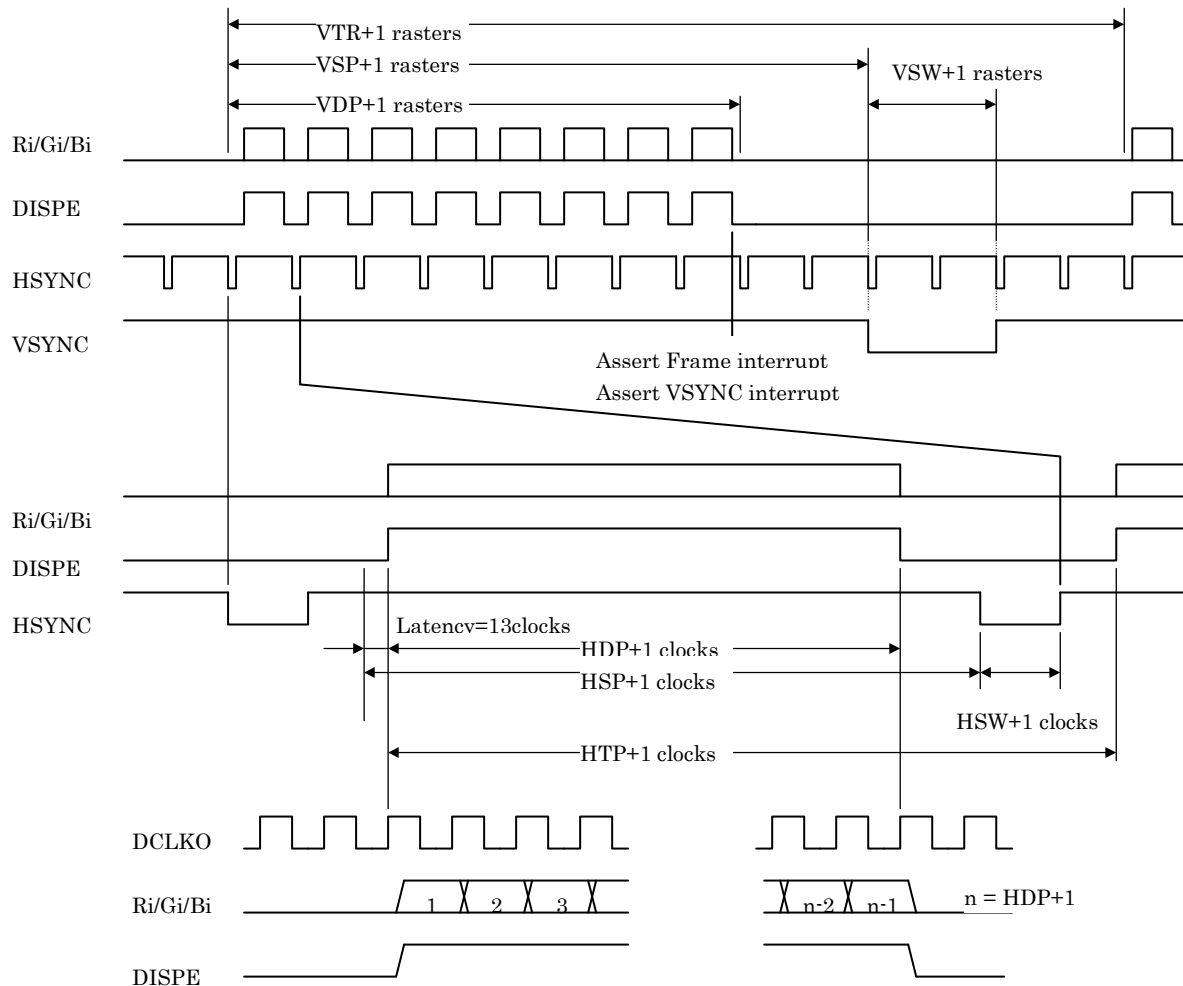 VTR+1 rasters
VSP+1 rasters
VSW+1 rasters
VDP+1 rasters
Ri/Gi/Bi
DISPE
HSYNC
VSYNC
Assert Frame interrupt
Assert VSYNC interrupt
Ri/Gi/Bi
DISPE
HSYNC
Latency=13clocks
HDP+1 clocks
HSP+1 clocks
HSW+1 clocks
HTP+1 clocks
DCLKO
Ri/Gi/Bi
1 2 3 n-2 n-1 n = HDP+1
DISPE